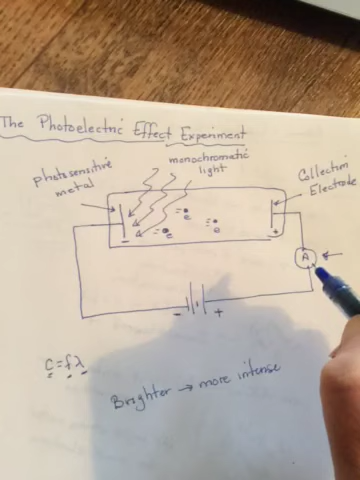 The Photoelectric Effect Experiment
monochromatic
light
photosensitive
metal
Collection
Electrode
e
e
e
-
+
A
- +
c = fλ
Brighter → more intense